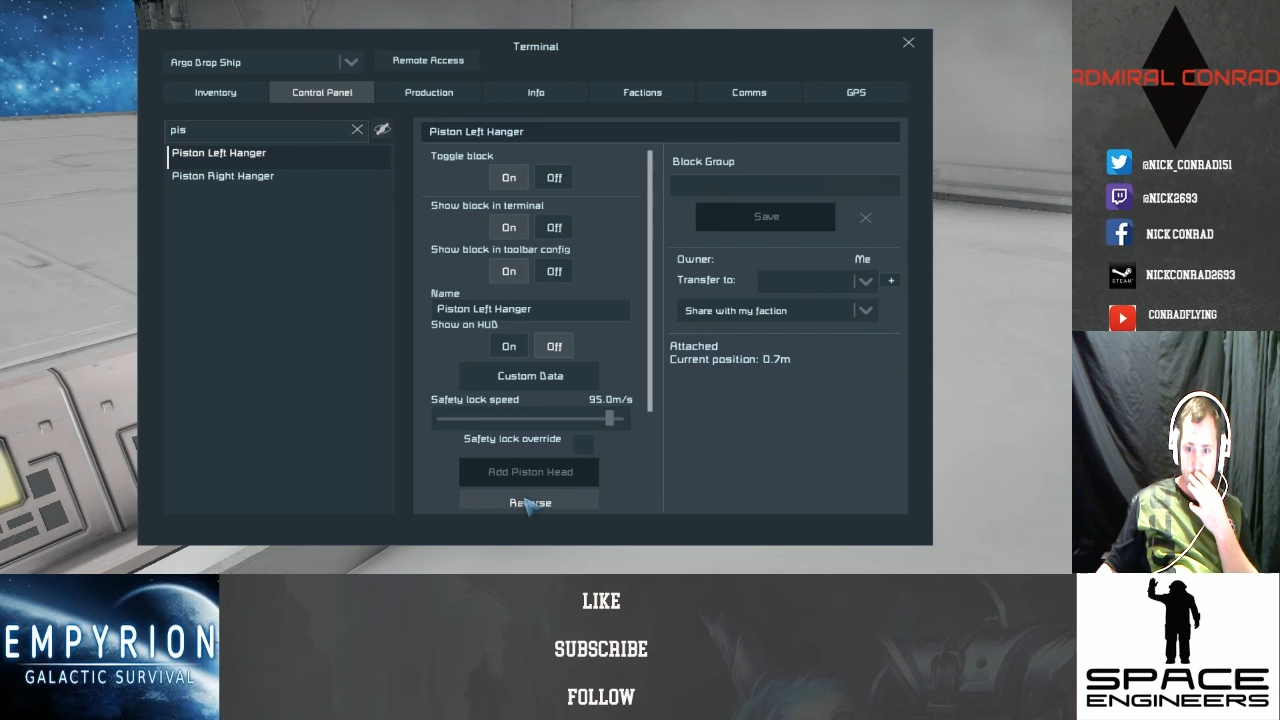 Terminal
Argo Drop Ship
Remote Access
Inventory
Control Panel
Production
Info
Factions
Comms
GPS
pis
Piston Left Hanger
Piston Right Hanger
Piston Left Hanger
Toggle block
On
Off
Show block in terminal
On
Off
Show block in toolbar config
On
Off
Name
Piston Left Hanger
Show on HUD
On
Off
Custom Data
Safety lock speed 95.0m/s
Safety lock override
Add Piston Head
Reverse
Block Group
Save
Owner: Me
Transfer to:
+
Share with my faction
Attached
Current position: 0.7m
ADMIRAL CONRAD
@NICK_CONRAD151
@NICK2693
NICK CONRAD
STEAM
NICKCONRAD2693
CONRADFLYING
EMPYRION
GALACTIC SURVIVAL
LIKE
SUBSCRIBE
FOLLOW
SPACE
ENGINEERS